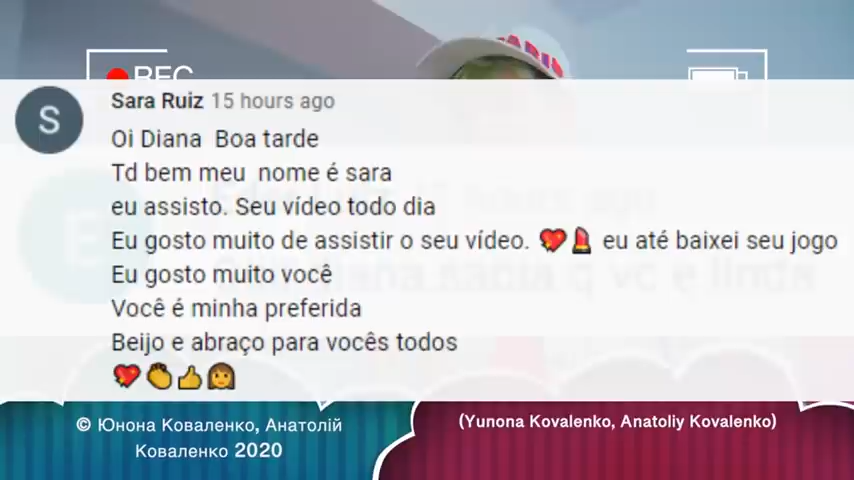 REC
S
Sara Ruiz 15 hours ago
Oi Diana Boa tarde
Td bem meu nome é sara
eu assisto. Seu vídeo todo dia
Eu gosto muito de assistir o seu vídeo. 💖💄 eu até baixei seu jogo
Eu gosto muito você
Você é minha preferida
Beijo e abraço para vocês todos
💖👏👍👩
© Юнона Коваленко, Анатолій
Коваленко 2020
(Yunona Kovalenko, Anatoliy Kovalenko)